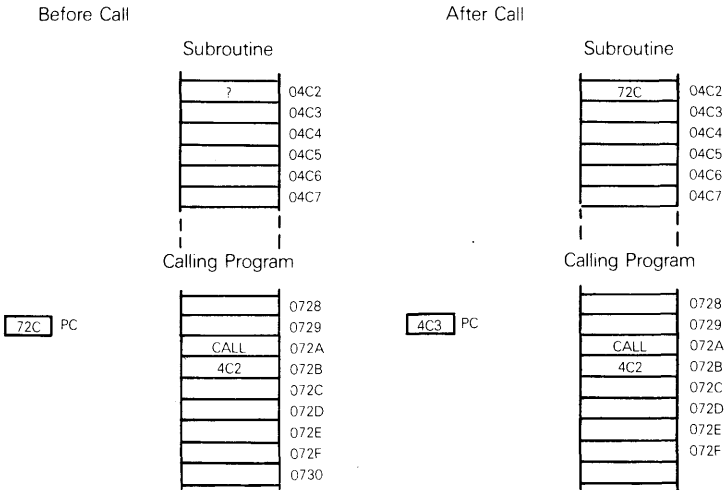 Before Call
Subroutine
?
04C2
04C3
04C4
04C5
04C6
04C7
Calling Program
72C PC
0728
0729
CALL 072A
4C2 072B
072C
072D
072E
072F
0730
After Call
Subroutine
72C 04C2
04C3
04C4
04C5
04C6
04C7
Calling Program
4C3 PC
0728
0729
CALL 072A
4C2 072B
072C
072D
072E
072F